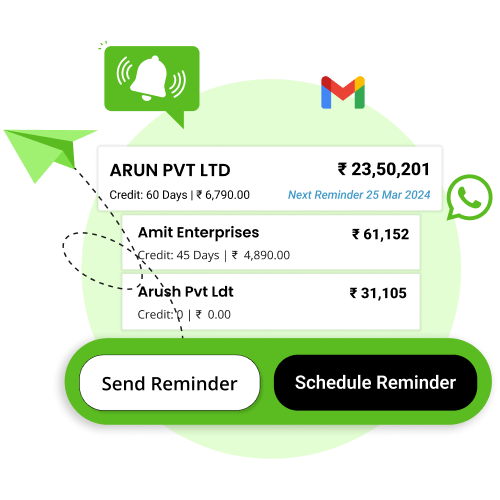 ARUN PVT LTD ₹ 23,50,201
Credit: 60 Days | ₹ 6,790.00 Next Reminder 25 Mar 2024
Amit Enterprises ₹ 61,152
Credit: 45 Days | ₹ 4,890.00
Arush Pvt Ldt ₹ 31,105
Credit: 0 | ₹ 0.00
Send Reminder Schedule Reminder